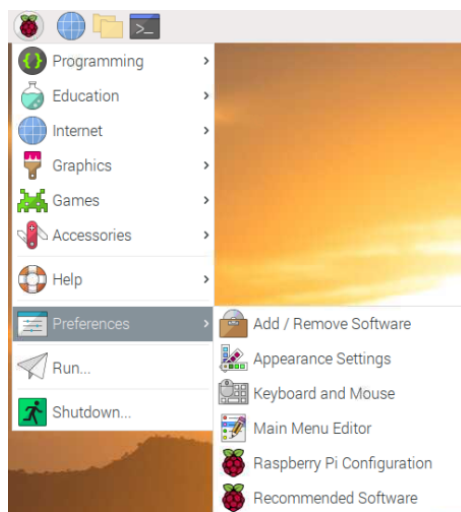 Programming
Education
Internet
Graphics
Games
Accessories
Help
Preferences
Run...
Shutdown...
Add / Remove Software
Appearance Settings
Keyboard and Mouse
Main Menu Editor
Raspberry Pi Configuration
Recommended Software